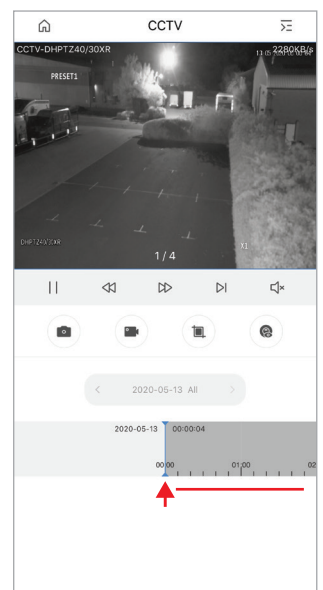 CCTV
CCTV-DHPTZ40/30XR
2280KB/s
PRESET1
DHPTZ40/30XR
X1
1 / 4
2020-05-13 All
2020-05-13 00:00:04
00:00 01:00 02